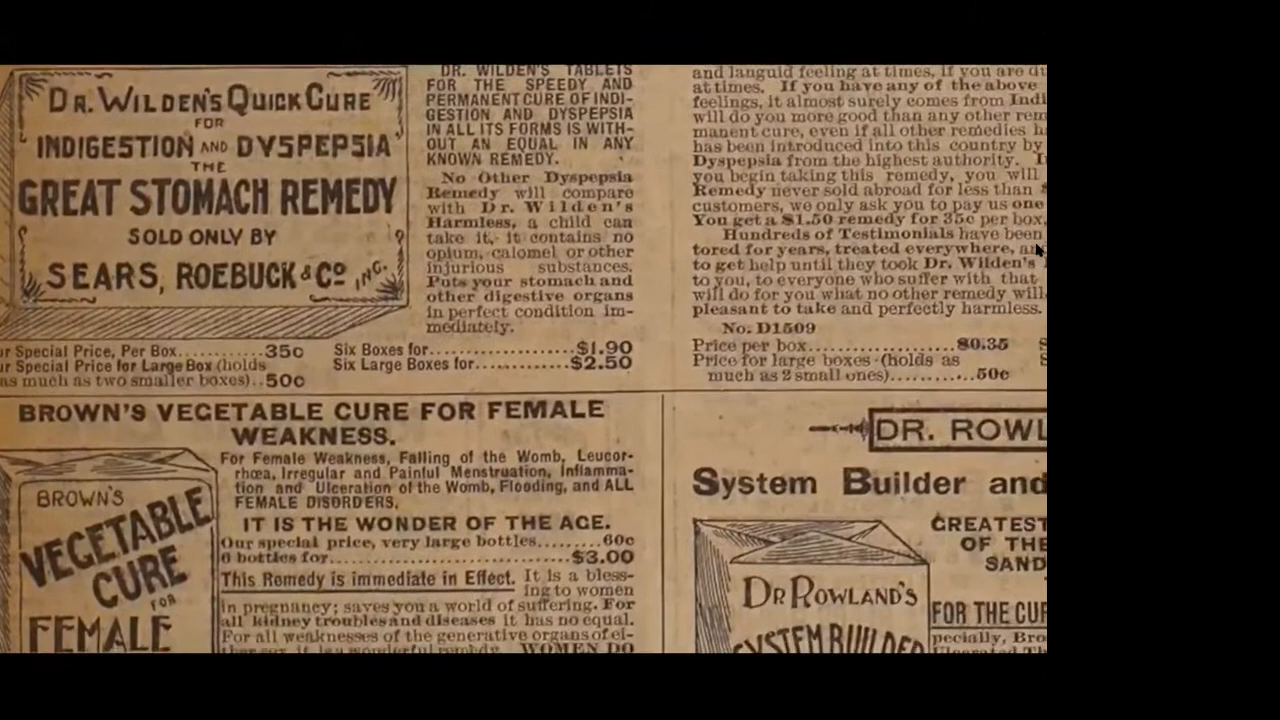 DR. WILDEN'S QUICK CURE
FOR
INDIGESTION AND DYSPEPSIA
THE
GREAT STOMACH REMEDY
SOLD ONLY BY
SEARS, ROEBUCK & CO INC.
DR. WILDEN'S TABLETS
FOR THE SPEEDY AND
PERMANENT CURE OF INDI-
GESTION AND DYSPEPSIA
IN ALL ITS FORMS IS WITH-
OUT AN EQUAL IN ANY
KNOWN REMEDY.
No Other Dyspepsia
Remedy will compare
with Dr. Wilden's
Harmless, a child can
take it, it contains no
opium, calomel or other
injurious substances.
Puts your stomach and
other digestive organs
in perfect condition im-
mediately.
Special Price, Per Box..........35c
Special Price for Large Box (holds
as much as two smaller boxes)..50c
Six Boxes for....................$1.90
Six Large Boxes for..............$2.50
and languid feeling at times, If you are
at times. If you have any of the above
feelings, it almost surely comes from
will do you more good than any other
manent cure, even if all other remedies
has been introduced into this country by
Dyspepsia from the highest authority.
you begin taking this remedy, you will
Remedy never sold abroad for less than
customers, we only ask you to pay us one
You get a $1.50 remedy for 35c per box,
Hundreds of Testimonials have been
tored for years, treated everywhere,
to get help until they took Dr. Wilden's
to you, to everyone who suffer with that
will do for you what no other remedy will
pleasant to take and perfectly harmless.
No. D1509
Price per box....................$0.35
Price for large boxes (holds as
much as 2 small ones)............50c
BROWN'S VEGETABLE CURE FOR FEMALE
WEAKNESS.
BROWN'S
VEGETABLE
CURE
FOR
FEMALE
For Female Weakness, Falling of the Womb, Leucor-
rhœa, Irregular and Painful Menstruation, Inflamma-
tion and Ulceration of the Womb, Flooding, and ALL
FEMALE DISORDERS.
IT IS THE WONDER OF THE AGE.
Our special price, very large bottles.........60c
6 bottles for..............................$3.00
This Remedy is immediate in Effect. It is a bless-
ing to women
in pregnancy; saves you a world of suffering. For
all kidney troubles and diseases it has no equal.
For all weaknesses of the generative organs of ei-
ther sex it is a wonderful remedy. WOMEN DO
DR. ROWL
System Builder and
GREATEST
OF THE
SAND
DR ROWLAND'S
SYSTEM BUILDER
FOR THE CUR
pecially, Bro
Ulcerated Th